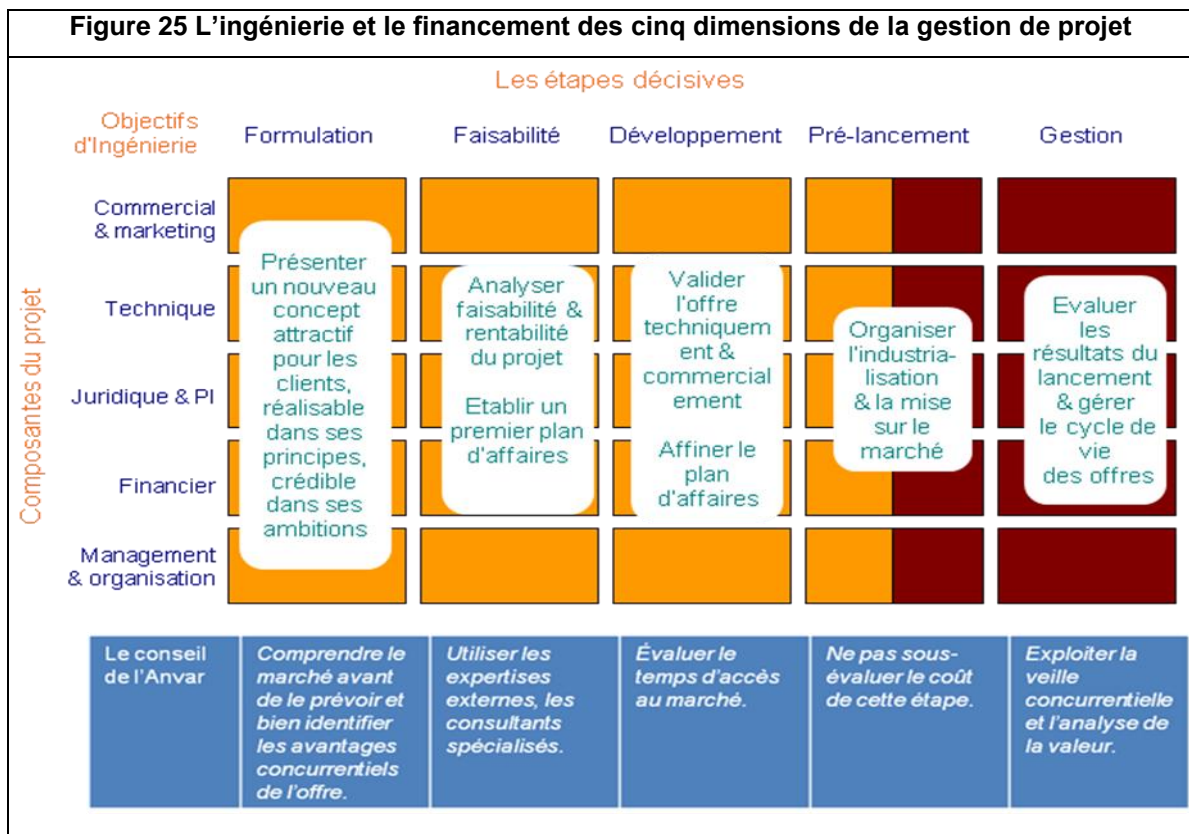 Figure 25 L’ingénierie et le financement des cinq dimensions de la gestion de projet
Les étapes décisives
Objectifs
d'Ingénierie
Formulation
Faisabilité
Développement
Pré-lancement
Gestion
Composantes du projet
Commercial
& marketing
Technique
Juridique & PI
Financier
Management
& organisation
Présenter
un nouveau
concept
attractif
pour les
clients,
réalisable
dans ses
principes,
crédible
dans ses
ambitions
Analyser
faisabilité &
rentabilité
du projet
Etablir un
premier plan
d'affaires
Valider
l'offre
techniquem
ent &
commercial
ement
Affiner le
plan
d'affaires
Organiser
l'industria-
lisation
& la mise
sur le
marché
Evaluer
les
résultats du
lancement
& gérer
le cycle de
vie
des offres
Le conseil
de l'Anvar
Comprendre le
marché avant
de le prévoir et
bien identifier
les avantages
concurrentiels
de l'offre.
Utiliser les
expertises
externes, les
consultants
spécialisés.
Évaluer le
temps d'accès
au marché.
Ne pas sous-
évaluer le coût
de cette étape.
Exploiter la
veille
concurrentielle
et l'analyse de
la valeur.